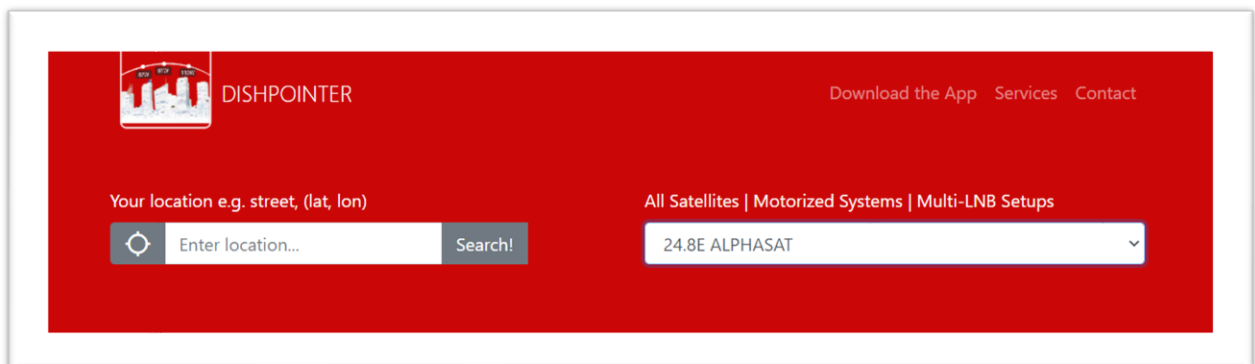 DISHPOINTER
Download the App Services Contact
Your location e.g. street, (lat, lon)
Enter location... Search!
All Satellites | Motorized Systems | Multi-LNB Setups
24.8E ALPHASAT